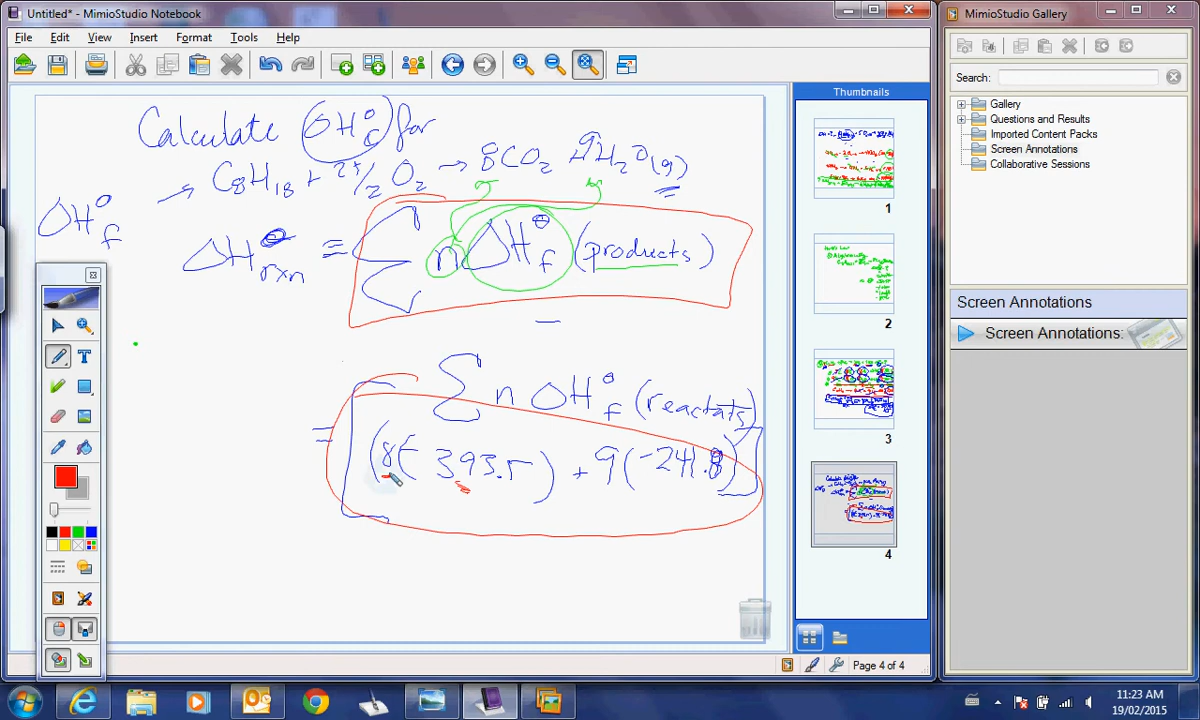 Untitled* - MimioStudio Notebook
File Edit View Insert Format Tools Help
Calculate ΔH°c for
→ C8H18 + 25/2 O2 → 8CO2 9H2O(g)
ΔH°f
ΔH°rxn = Σ n ΔH°f (products)
—
Σ n ΔH°f (reactats)
= [(8(- 393.5) + 9(-241.8)]
T
Thumbnails
1
2
3
4
Page 4 of 4
MimioStudio Gallery
Search:
Gallery
Questions and Results
Imported Content Packs
Screen Annotations
Collaborative Sessions
Screen Annotations
Screen Annotations:
11:23 AM
19/02/2015